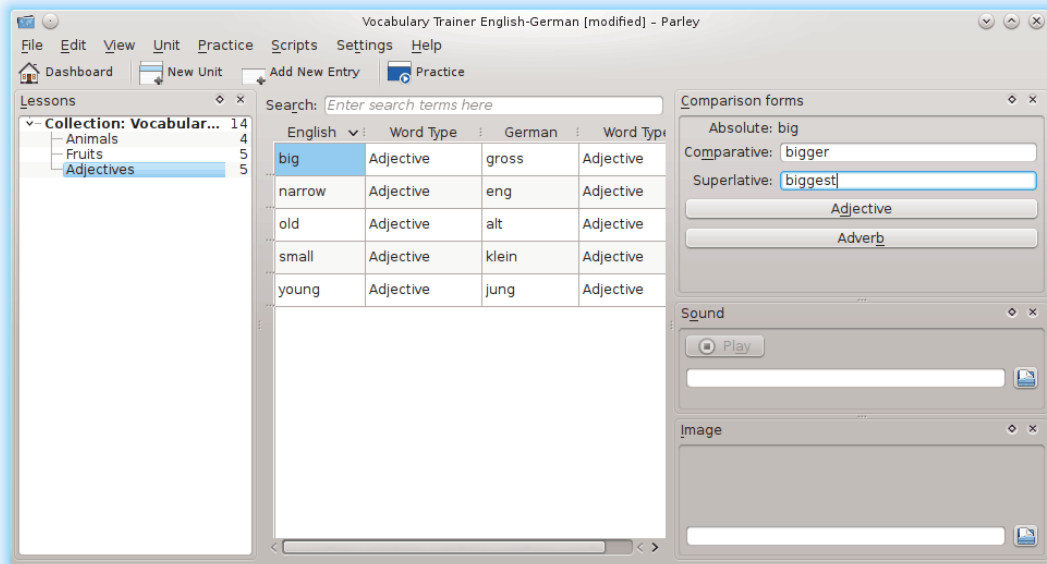 Vocabulary Trainer English-German [modified] – Parley
File Edit View Unit Practice Scripts Settings Help
Dashboard New Unit Add New Entry Practice
Lessons
Collection: Vocabular... 14
Animals 4
Fruits 5
Adjectives 5
Search: Enter search terms here
English Word Type German Word Type
big Adjective gross Adjective
narrow Adjective eng Adjective
old Adjective alt Adjective
small Adjective klein Adjective
young Adjective jung Adjective
Comparison forms
Absolute: big
Comparative: bigger
Superlative: biggest
Adjective
Adverb
Sound
Play
Image